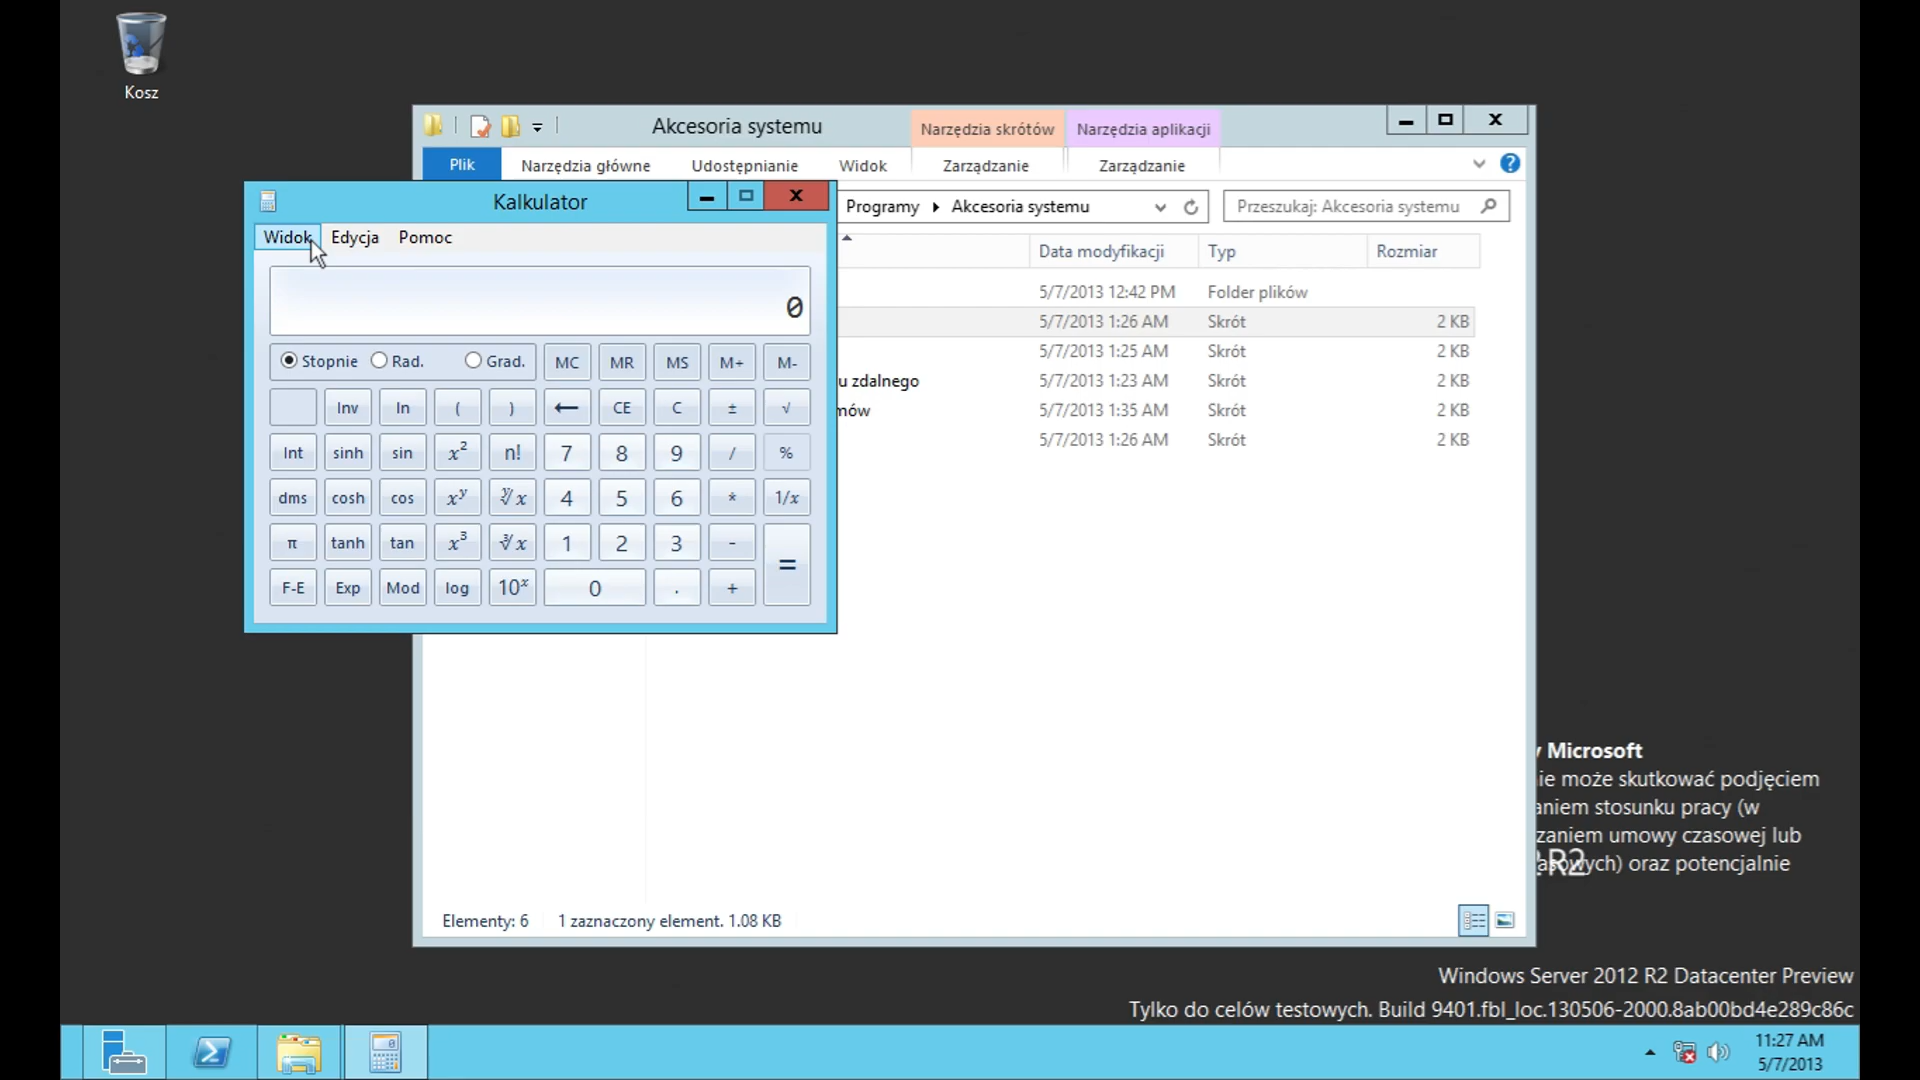 Kosz
Akcesoria systemu
Narzędzia skrótów
Narzędzia aplikacji
Plik
Narzędzia główne
Udostępnianie
Widok
Zarządzanie
Zarządzanie
Kalkulator
Programy
Akcesoria systemu
Przeszukaj: Akcesoria systemu
Widok
Edycja
Pomoc
Data modyfikacji
Typ
Rozmiar
0
5/7/2013 12:42 PM Folder plików
5/7/2013 1:26 AM Skrót 2 KB
5/7/2013 1:25 AM Skrót 2 KB
u zdalnego 5/7/2013 1:23 AM Skrót 2 KB
mów 5/7/2013 1:35 AM Skrót 2 KB
5/7/2013 1:26 AM Skrót 2 KB
Stopnie Rad. Grad. MC MR MS M+ M-
Inv In ( ) ← CE C ± √
Int sinh sin x² n! 7 8 9 / %
dms cosh cos xʸ ʸ√x 4 5 6 * 1/x
π tanh tan x³ ³√x 1 2 3 - =
F-E Exp Mod log 10ˣ 0 . +
Elementy: 6
1 zaznaczony element. 1.08 KB
Microsoft
ie może skutkować podjęciem
aniem stosunku pracy (w
zaniem umowy czasowej lub
asowych) oraz potencjalnie
R2
Windows Server 2012 R2 Datacenter Preview
Tylko do celów testowych. Build 9401.fbl_loc.130506-2000.8ab00bd4e289c86c
11:27 AM
5/7/2013